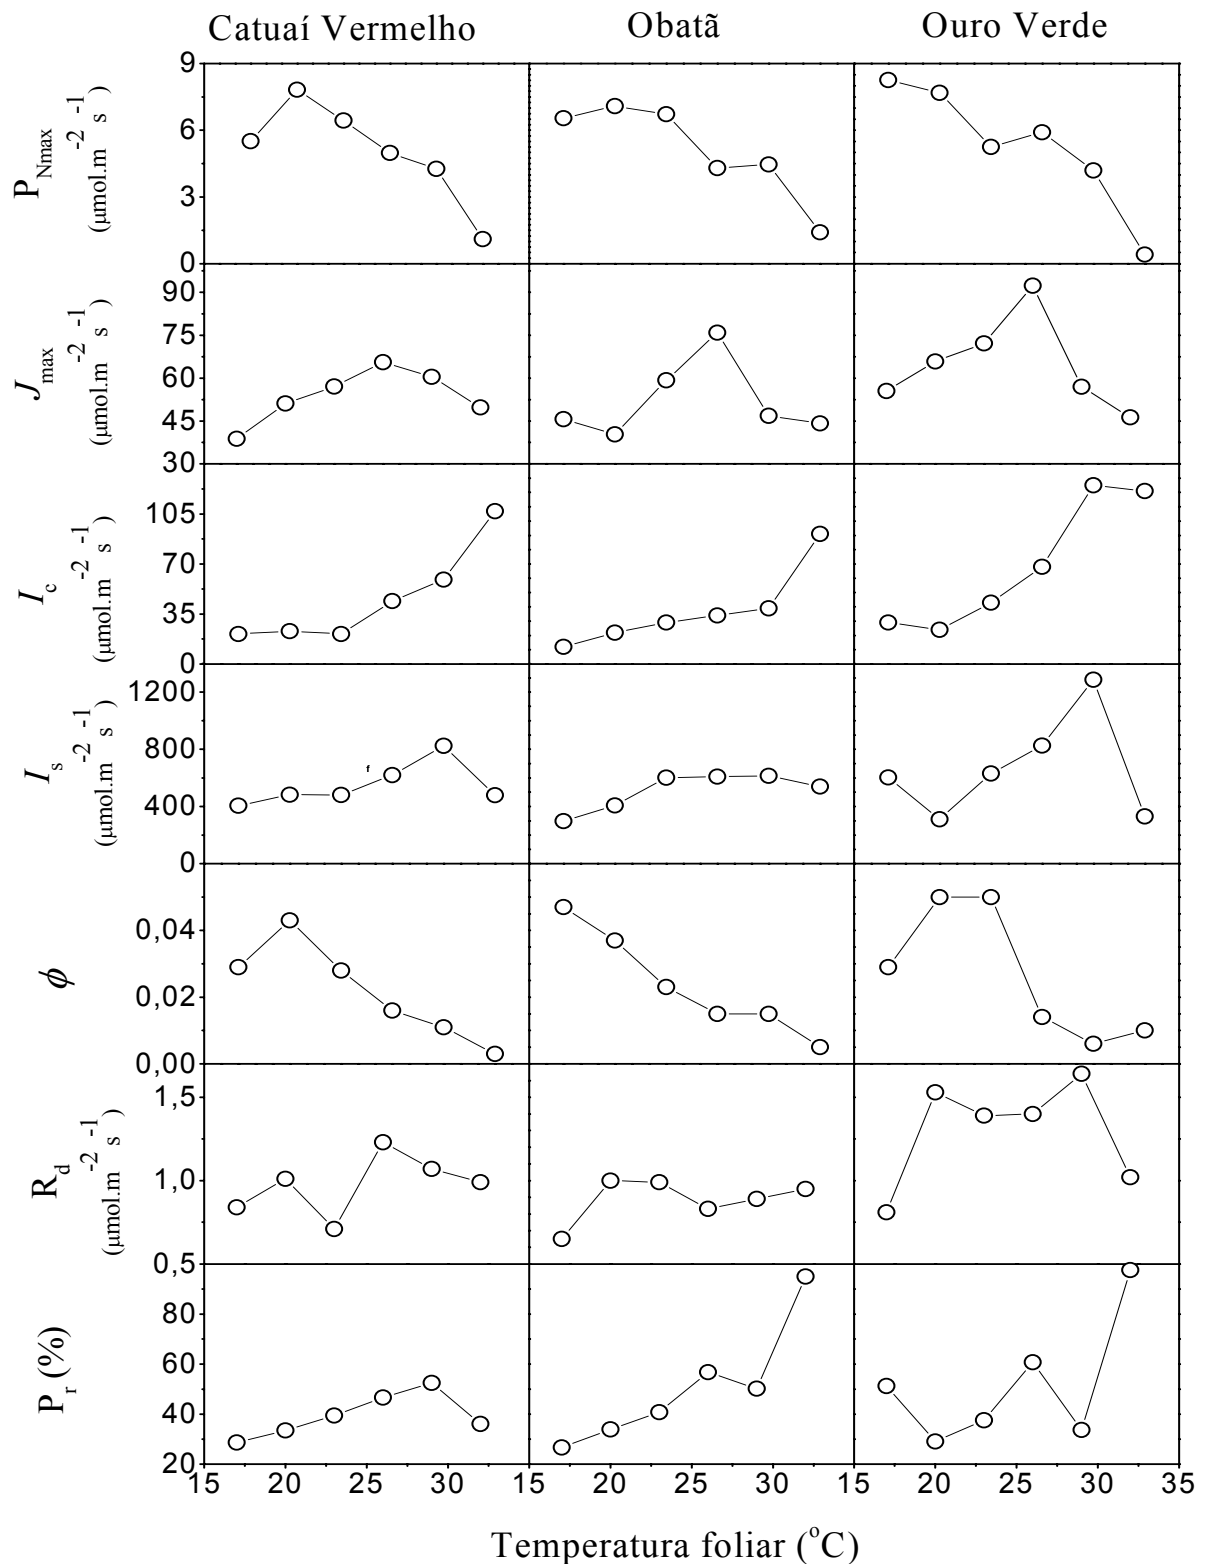 Catuaí Vermelho Obatã Ouro Verde
9
6
3
0
P_Nmax
(μmol.m⁻² s⁻¹)
90
75
60
45
30
J_max
(μmol.m⁻² s⁻¹)
105
70
35
0
I_c
(μmol.m⁻² s⁻¹)
1200
800
400
0
I_s
(μmol.m⁻² s⁻¹)
f
0,04
0,02
0,00
ϕ
1,5
1,0
0,5
R_d
(μmol.m⁻² s⁻¹)
80
60
40
20
P_r (%)
15 20 25 30 15 20 25 30 15 20 25 30 35
Temperatura foliar (°C)